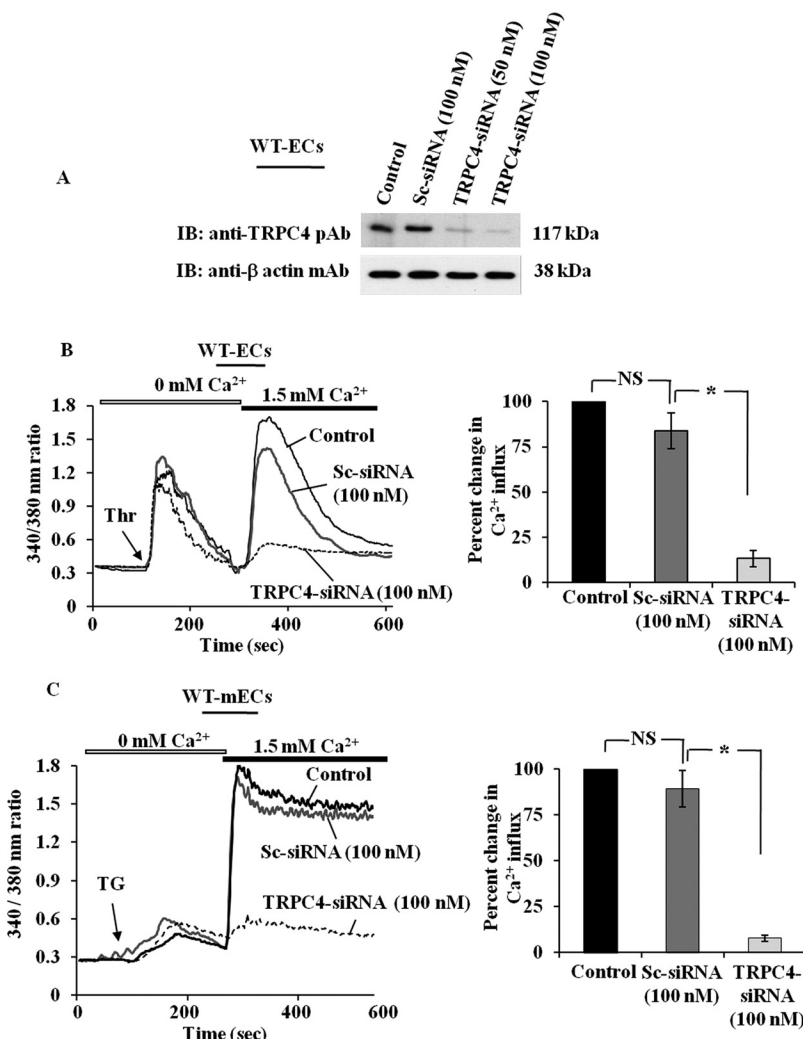 A
WT-ECs
Control
Sc-siRNA (100 nM)
TRPC4-siRNA (50 nM)
TRPC4-siRNA (100 nM)
IB: anti-TRPC4 pAb
117 kDa
IB: anti-β actin mAb
38 kDa
B
WT-ECs
0 mM Ca²⁺
1.5 mM Ca²⁺
340/380 nm ratio
1.8
1.5
1.2
0.9
0.6
0.3
0
Thr
Control
Sc-siRNA
(100 nM)
TRPC4-siRNA (100 nM)
0
200
400
600
Time (sec)
Percent change in
Ca²⁺ influx
100
75
50
25
0
NS
*
Control
Sc-siRNA
(100 nM)
TRPC4-
siRNA
(100 nM)
C
WT-mECs
0 mM Ca²⁺
1.5 mM Ca²⁺
340 / 380 nm ratio
1.8
1.5
1.2
0.9
0.6
0.3
0
TG
Control
Sc-siRNA (100 nM)
TRPC4-siRNA (100 nM)
0
200
400
600
Time (sec)
Percent change in
Ca²⁺ influx
100
75
50
25
0
NS
*
Control
Sc-siRNA
(100 nM)
TRPC4-
siRNA
(100 nM)